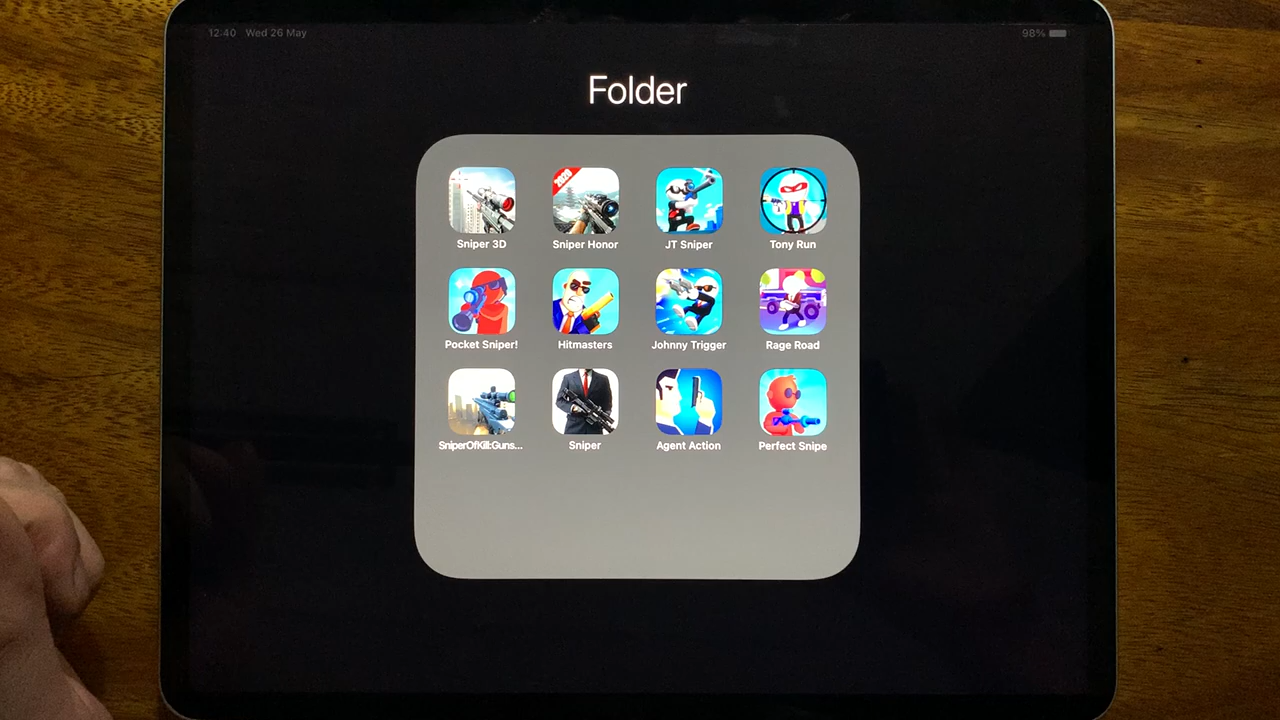 12:40 Wed 26 May
98%
Folder
2020
Sniper 3D
Sniper Honor
JT Sniper
Tony Run
Pocket Sniper!
Hitmasters
Johnny Trigger
Rage Road
SniperOfKill:Guns...
Sniper
Agent Action
Perfect Snipe